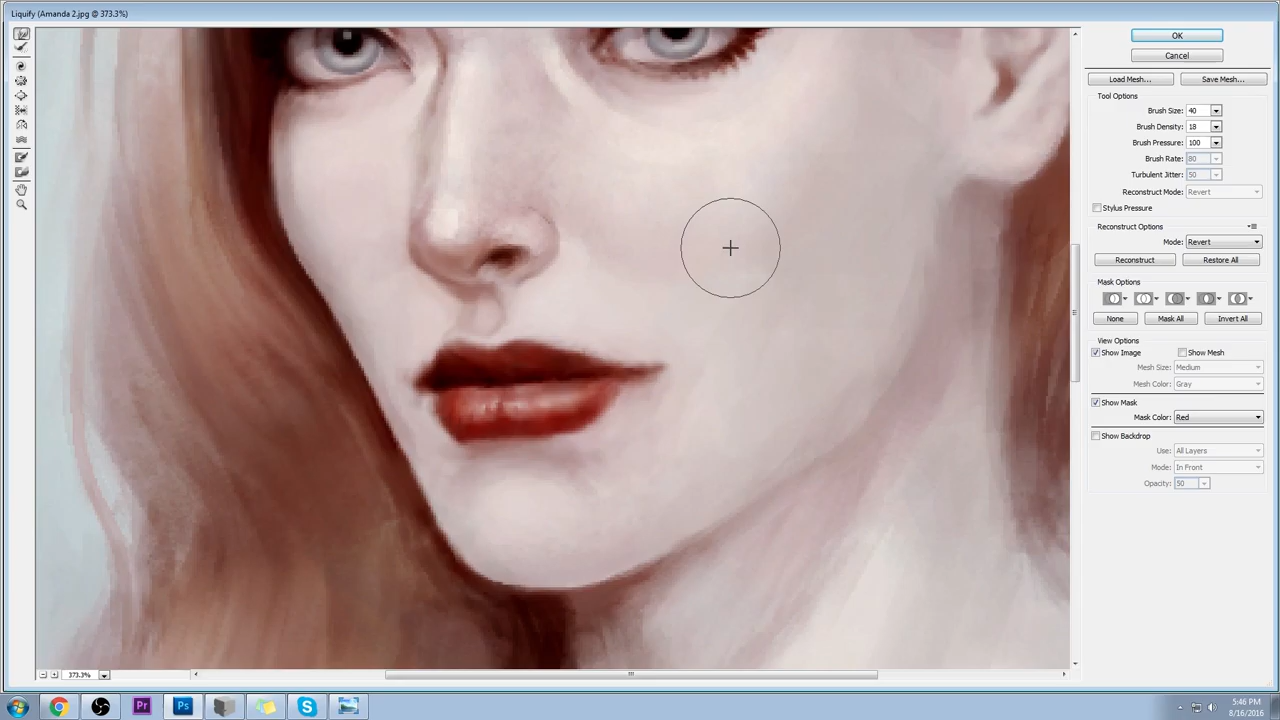 Liquify (Amanda 2.jpg @ 373.3%)
OK
Cancel
Load Mesh...
Save Mesh...
Tool Options
Brush Size: 40
Brush Density: 18
Brush Pressure: 100
Brush Rate: 80
Turbulent Jitter: 50
Reconstruct Mode: Revert
Stylus Pressure
Reconstruct Options
Mode: Revert
Reconstruct
Restore All
Mask Options
None
Mask All
Invert All
View Options
Show Image
Show Mesh
Mesh Size: Medium
Mesh Color: Gray
Show Mask
Mask Color: Red
Show Backdrop
Use: All Layers
Mode: In Front
Opacity: 50
373.3%
Pr
Ps
S
5:46 PM
8/16/2016